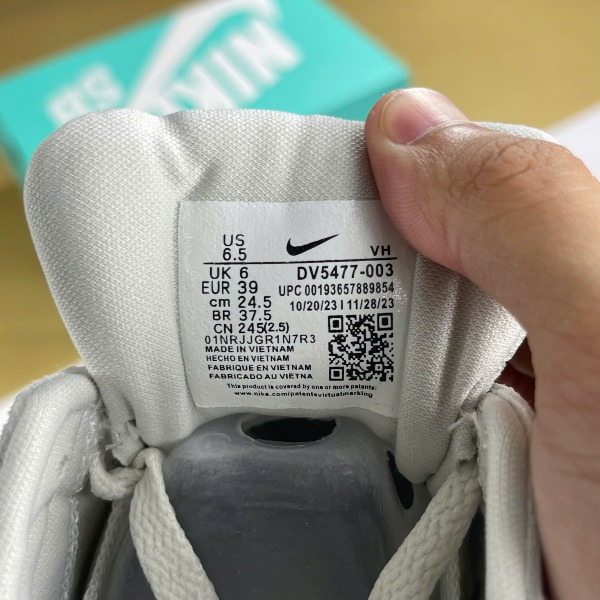 NIKE SB
US
6.5
VH
UK 6
DV5477-003
EUR 39
UPC 00193657889854
cm 24.5
10/20/23 I 11/28/23
BR 37.5
CN 245(2.5)
01NRJJGR1N7R3
MADE IN VIETNAM
HECHO EN VIETNAM
FABRIQUE EN VIETNAM
FABRICADO AU VIETNA
This product is covered by one or more patents:
www.nike.com/patentsvirtualmarking